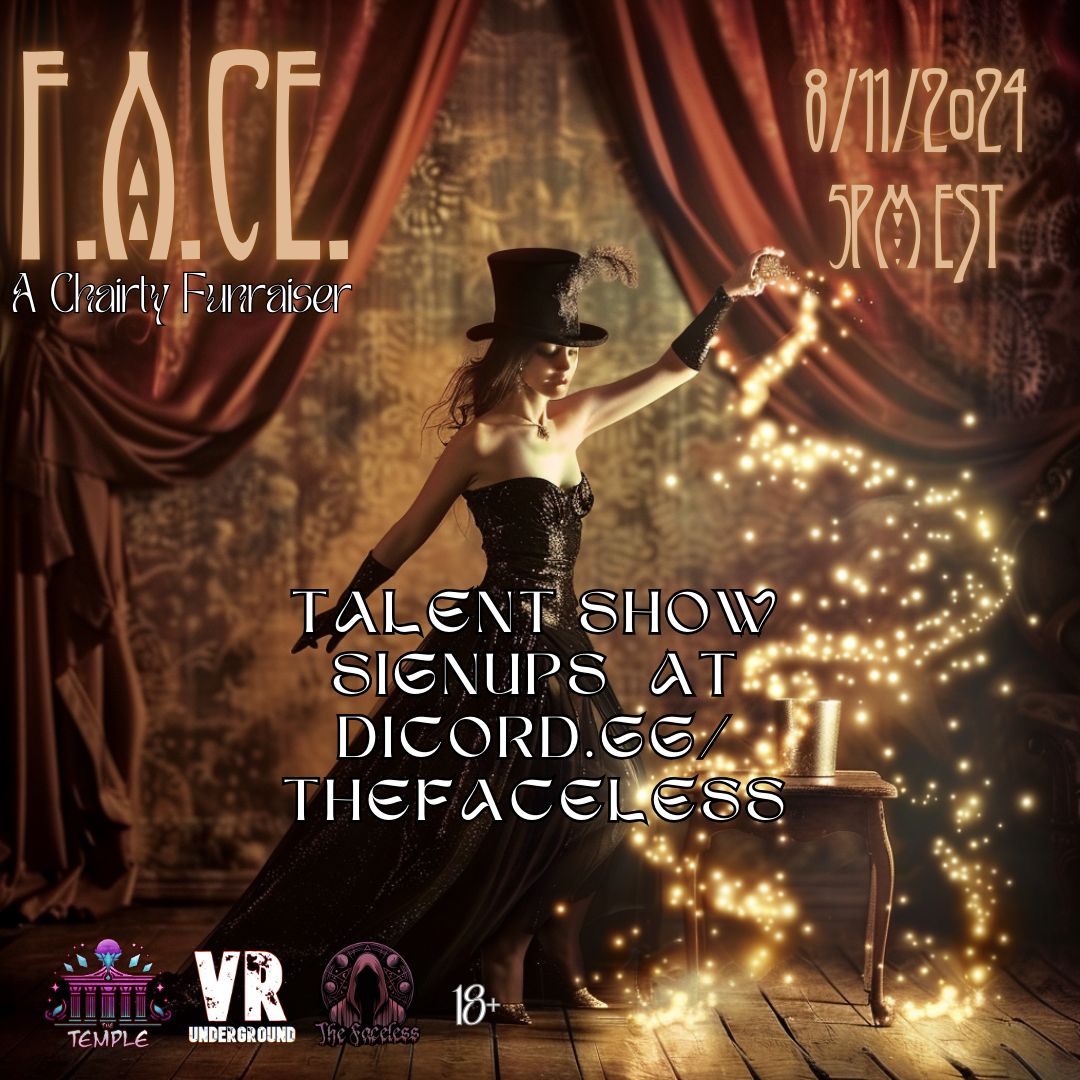 F.A.CE.
A Chairty Funraiser
8/11/2024
5PM EST
TALENT SHOW
SIGNUPS AT
DICORD.GG/
THEFACELESS
THE
TEMPLE
VR
UNDERGROUND
The Faceless
18+